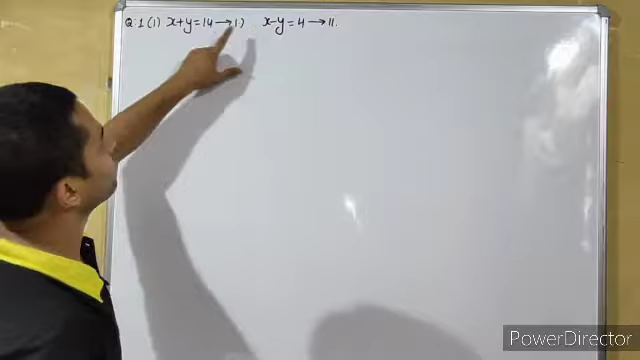 Q:1 (1) x+y=14→1) x-y=4→11.
PowerDirector